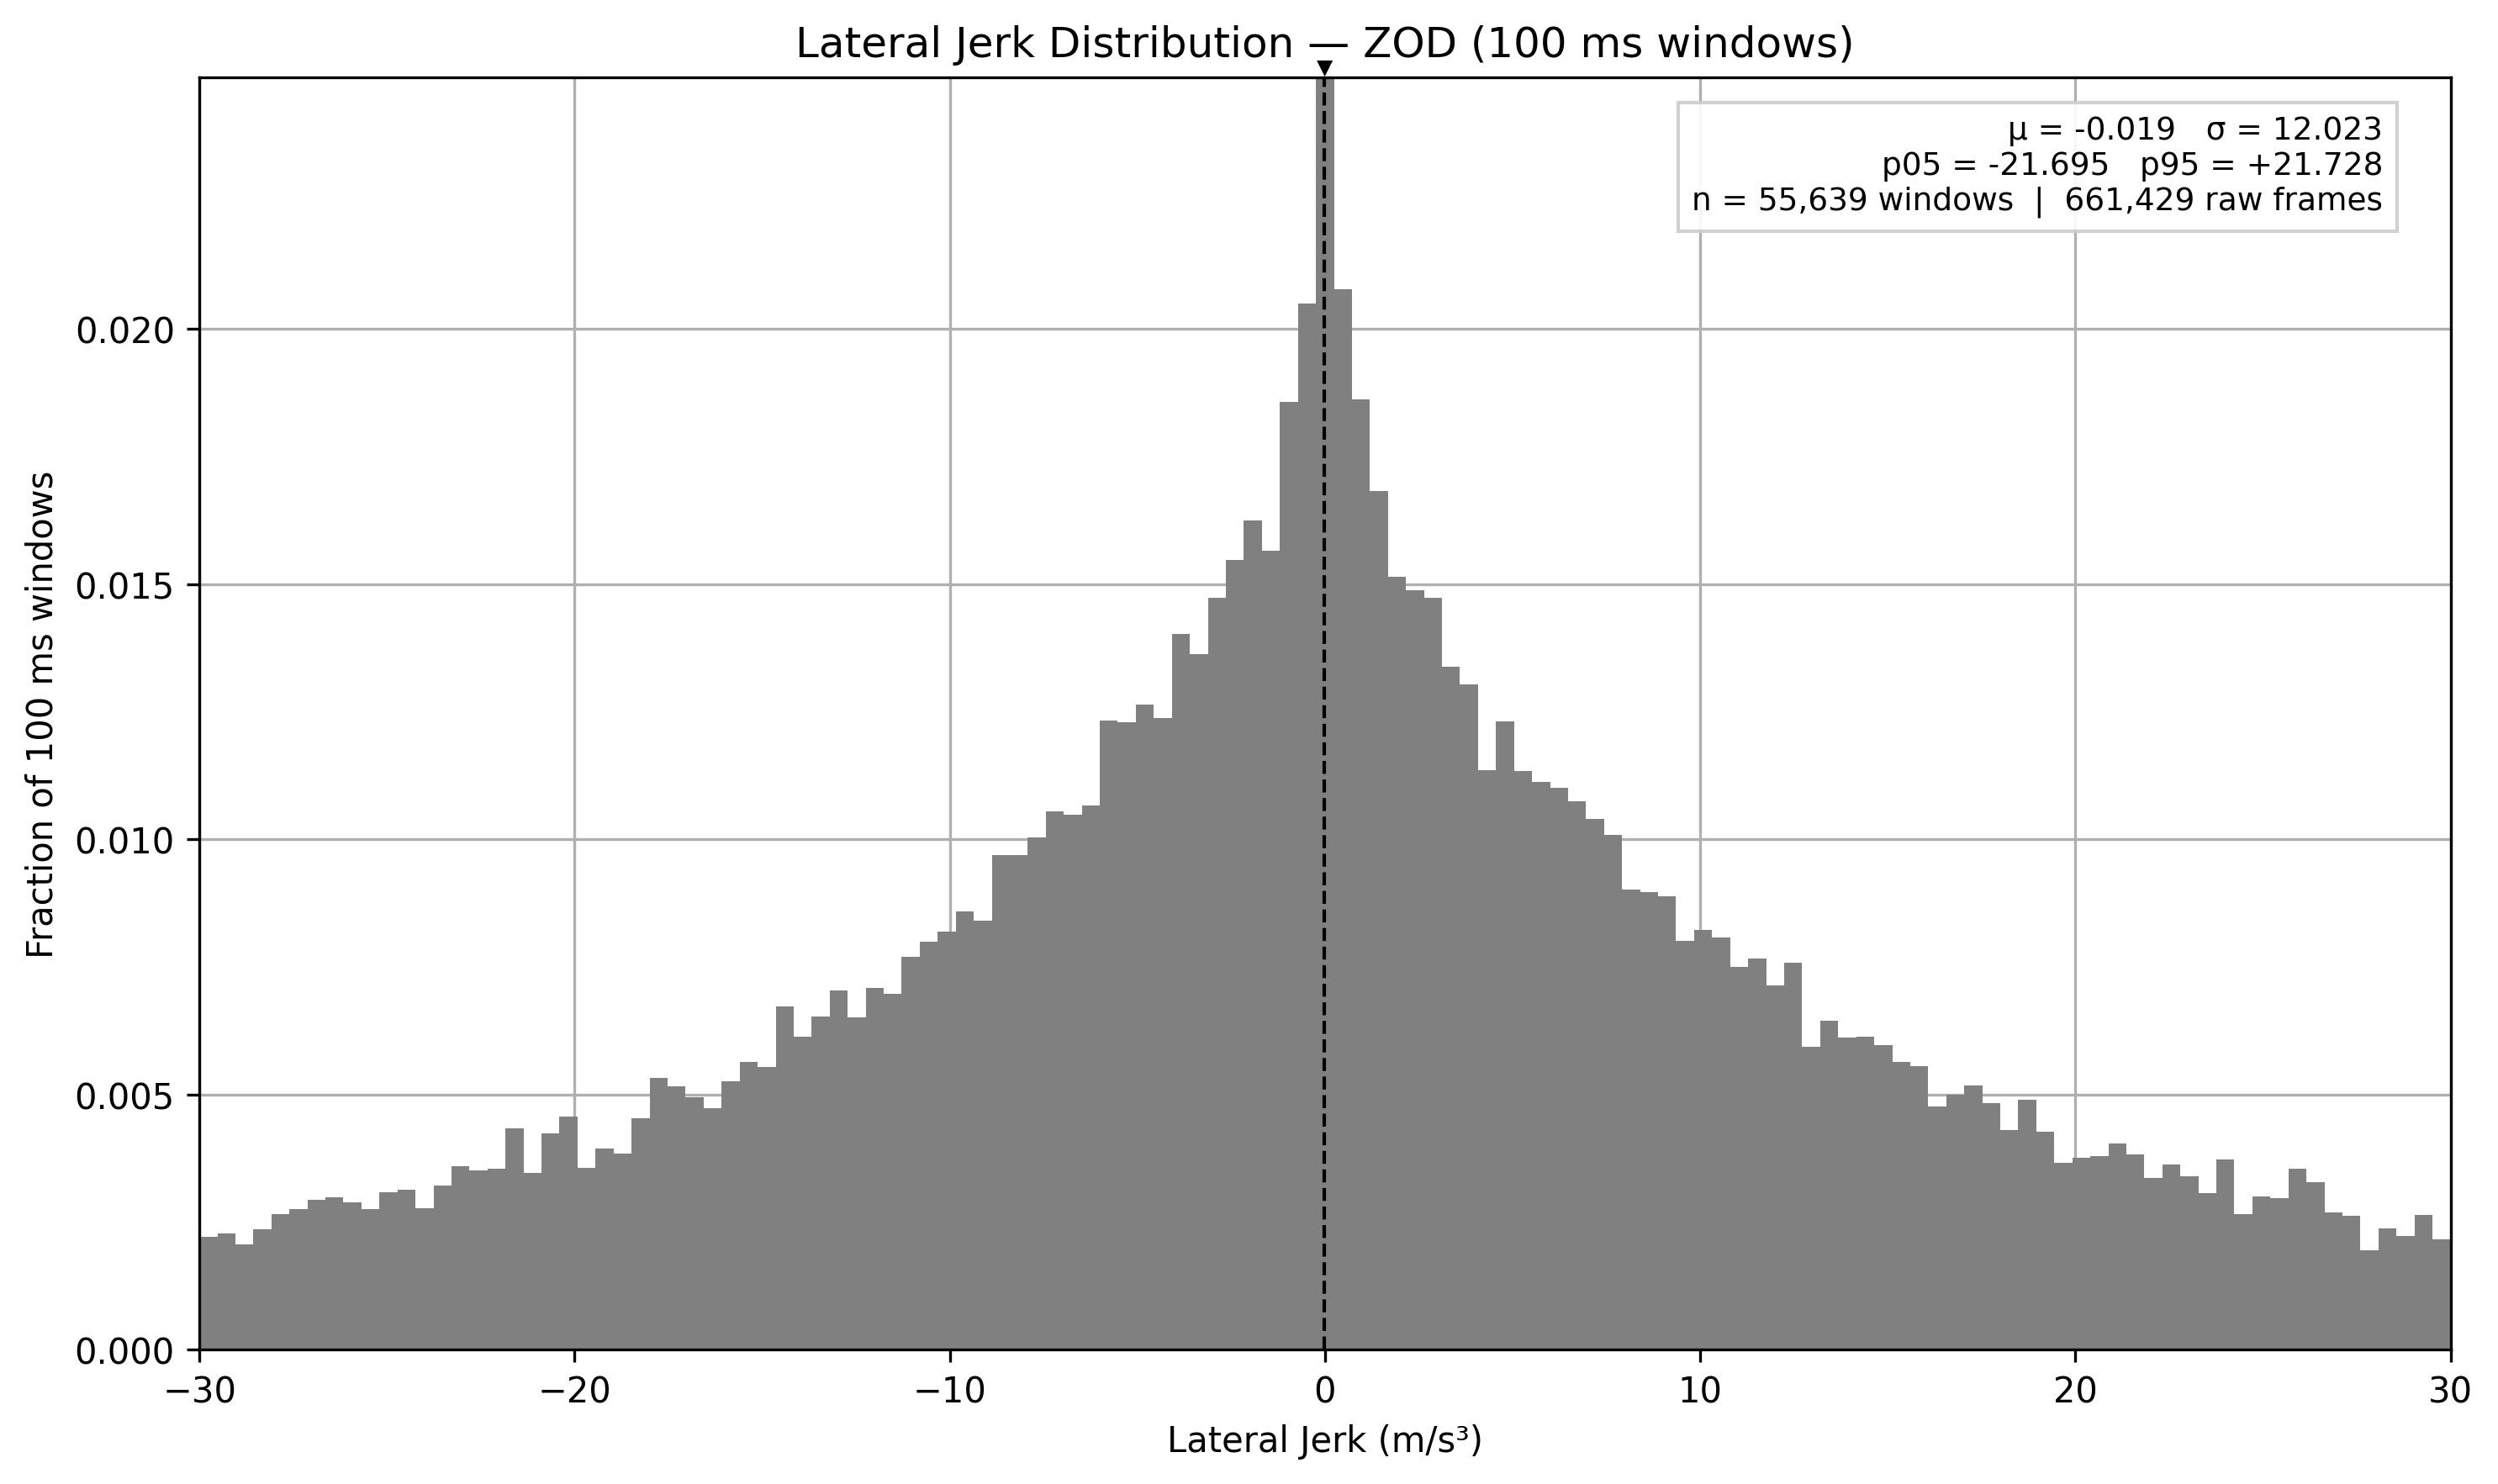 Lateral Jerk Distribution — ZOD (100 ms windows)
μ = -0.019   σ = 12.023
p05 = -21.695   p95 = +21.728
n = 55,639 windows  |  661,429 raw frames
Fraction of 100 ms windows
0.020
0.015
0.010
0.005
0.000
−30
−20
−10
0
10
20
30
Lateral Jerk (m/s³)